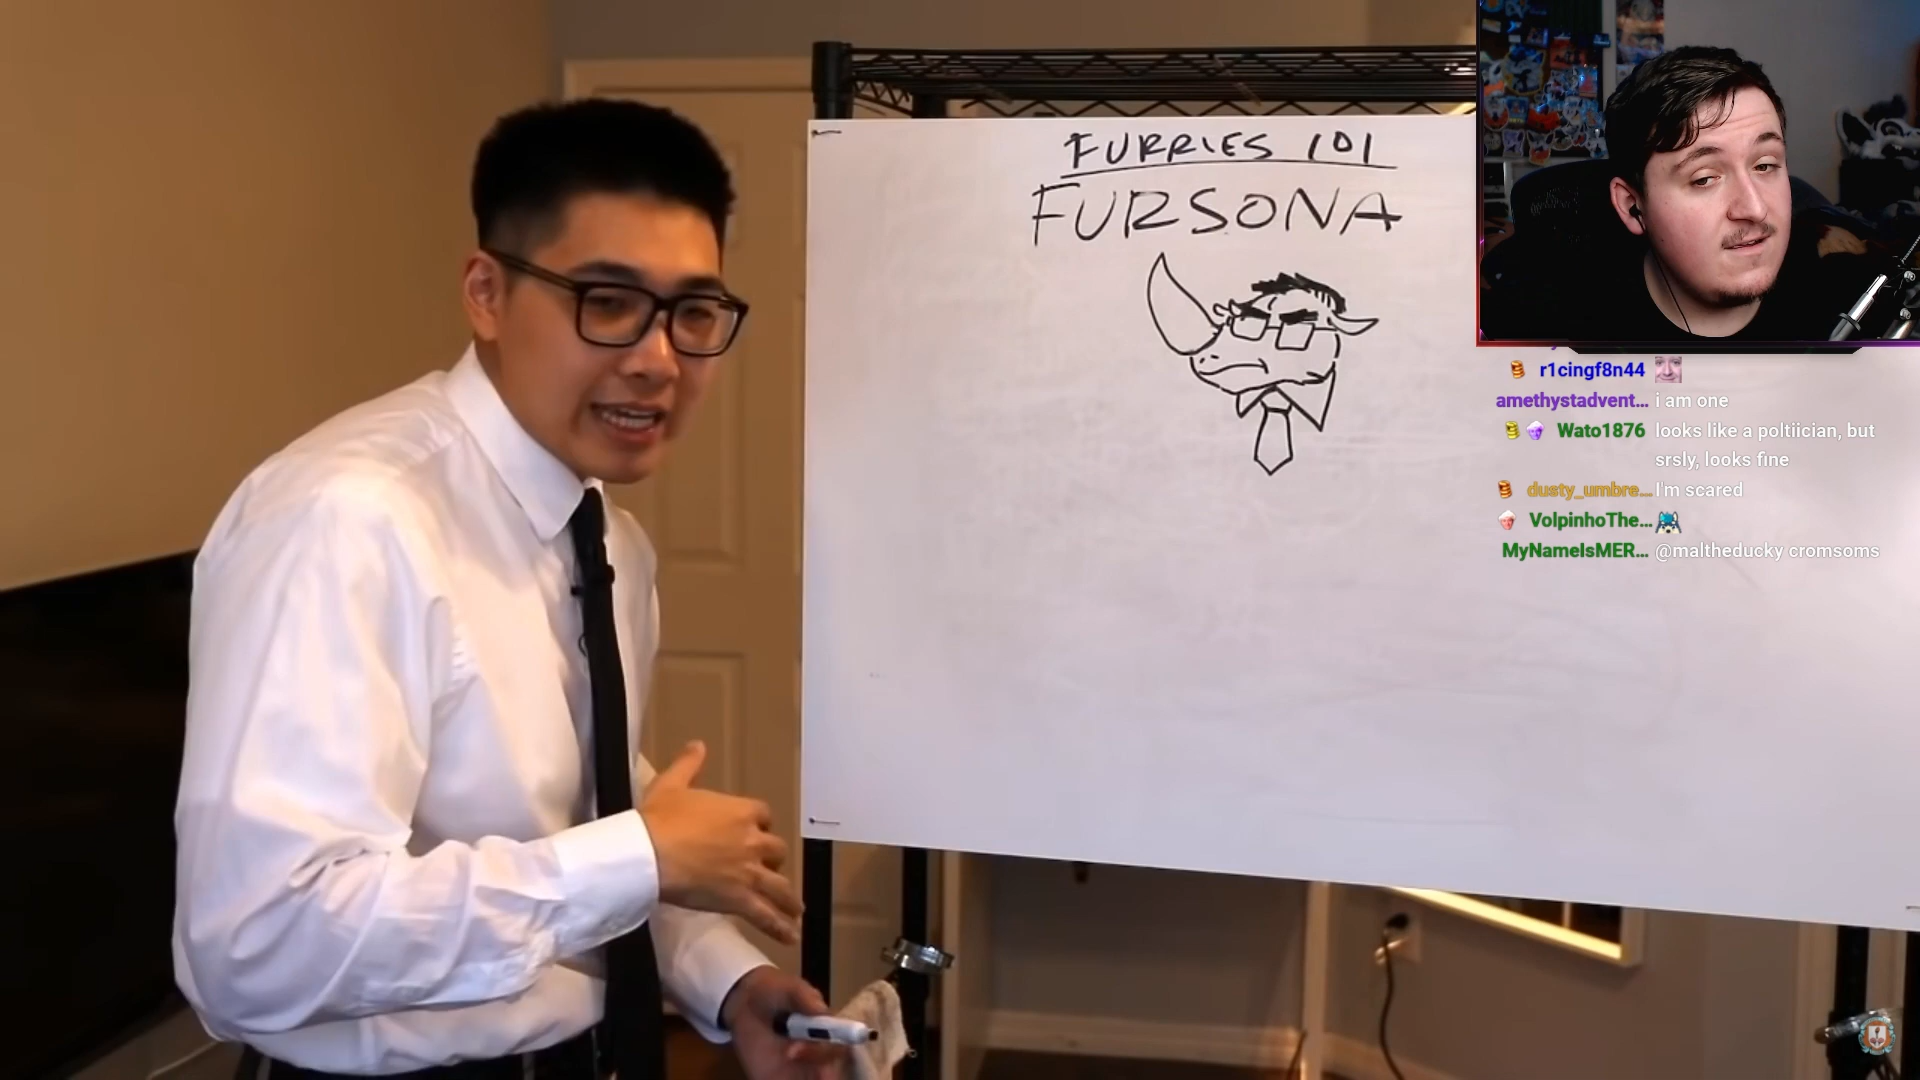 FURRIES 101
FURSONA
r1cingf8n44
amethystadvent... i am one
Wato1876 looks like a poltiician, but
srsly, looks fine
dusty_umbre... I'm scared
VolpinhoThe...
MyNameIsMER... @maltheducky cromsoms